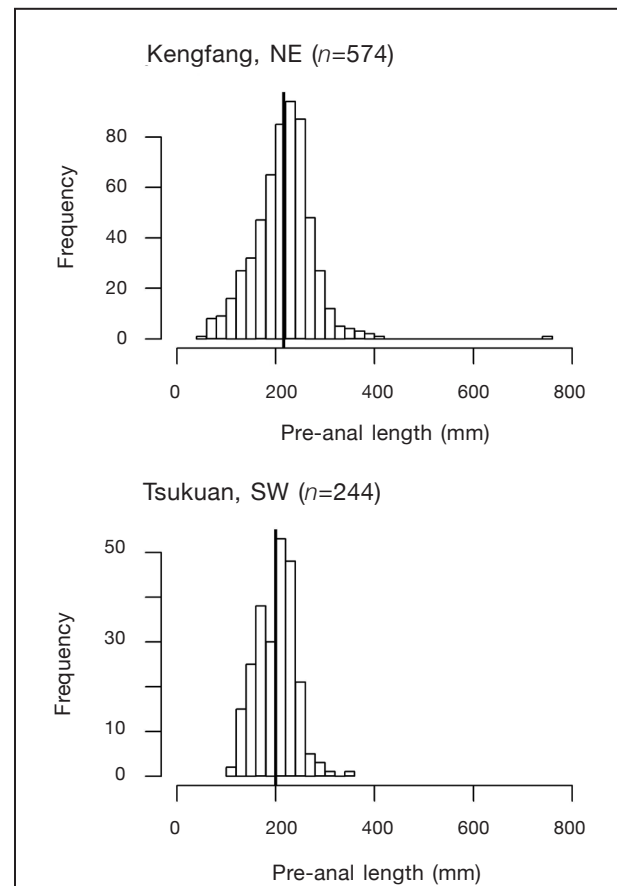 Kengfang, NE (n=574)
80
60
40
20
0
Frequency
0 200 400 600 800
Pre-anal length (mm)
Tsukuan, SW (n=244)
50
30
10
0
Frequency
0 200 400 600 800
Pre-anal length (mm)